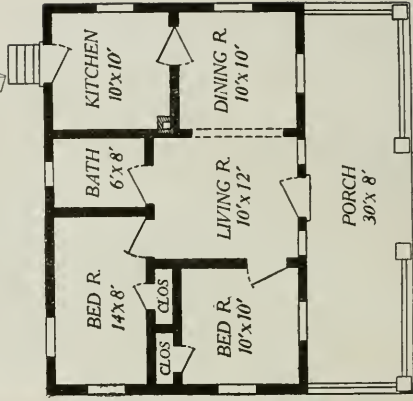 KITCHEN
10'x10'
DINING R.
10'x10'
BATH
6'x8'
LIVING R.
10'x12'
BED R.
14'x8'
CLOS
CLOS
BED R.
10'x10'
PORCH
30'x8'